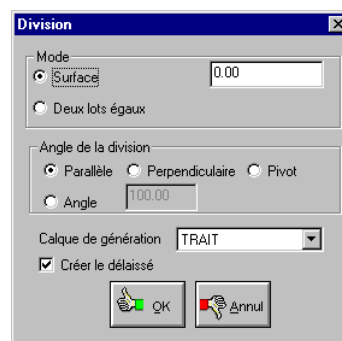 Division
Mode
Surface 0.00
Deux lots égaux
Angle de la division
Parallèle Perpendiculaire Pivot
Angle 100.00
Calque de génération TRAIT
Créer le délaissé
OK Annul